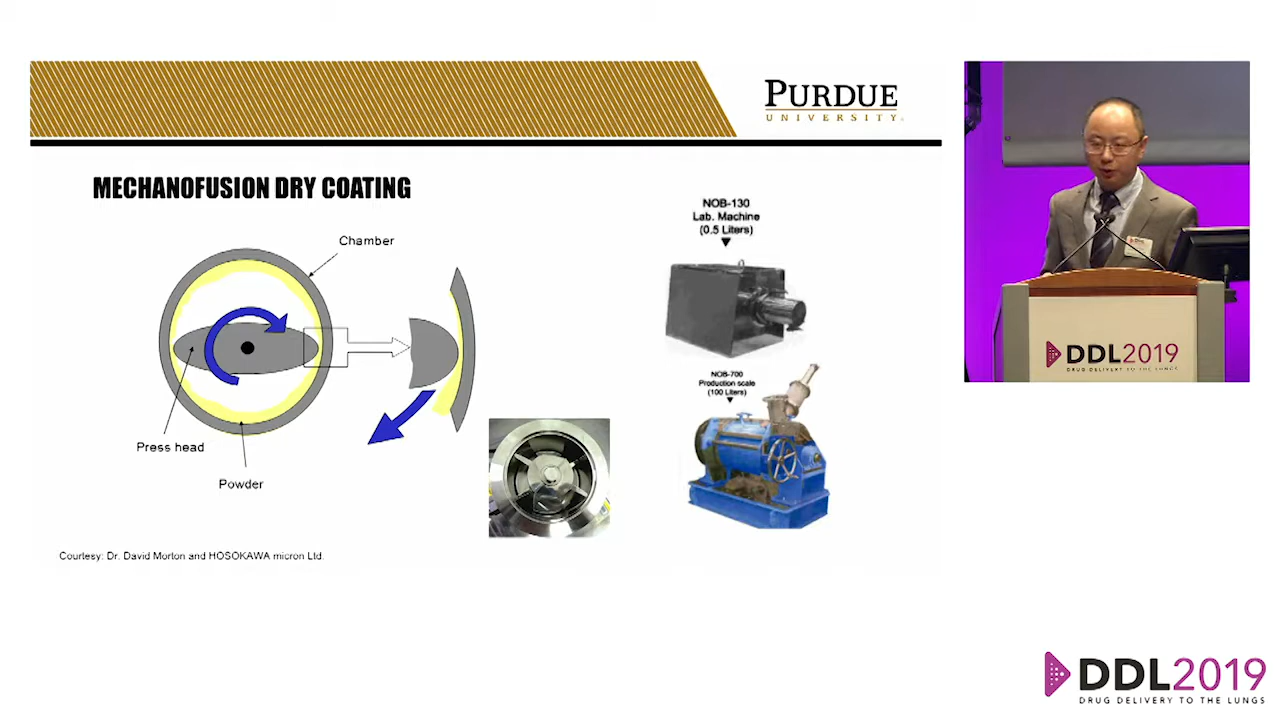 PURDUE
UNIVERSITY
MECHANOFUSION DRY COATING
Chamber
Press head
Powder
NOB-130
Lab. Machine
(0.5 Liters)
NOB-700
Production scale
(100 Liters)
Courtesy: Dr. David Morton and HOSOKAWA micron Ltd.
DDL2019
DRUG DELIVERY TO THE LUNGS
DDL2019
DRUG DELIVERY TO THE LUNGS